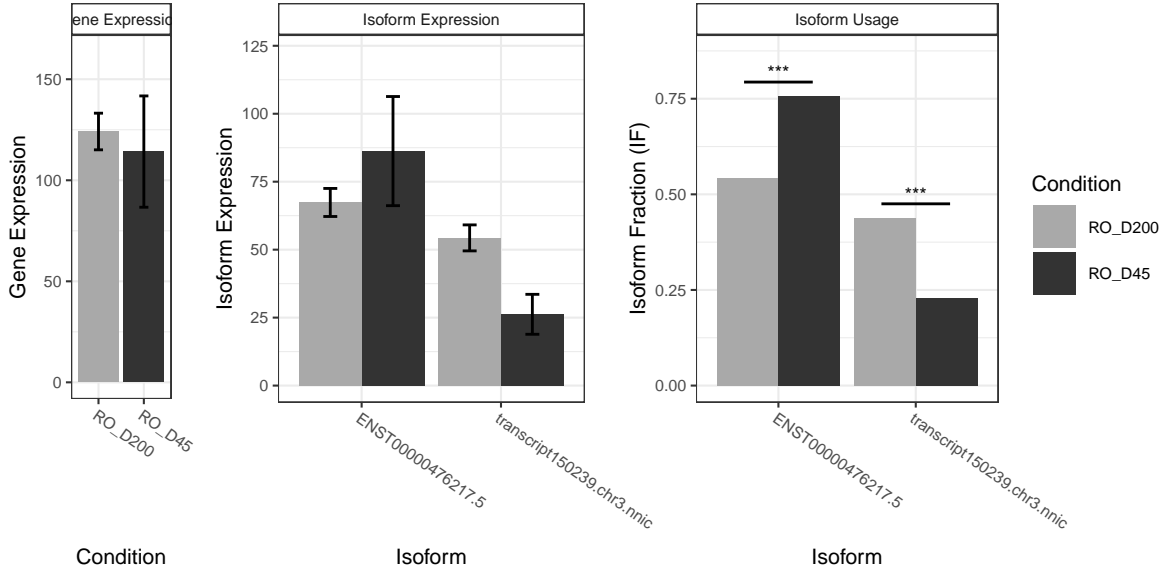 ene Expressio
Gene Expression
150
100
50
0
RO_D200
RO_D45
Condition
Isoform Expression
Isoform Expression
125
100
75
50
25
0
ENST00000476217.5
transcript150239.chr3.nnic
Isoform
Isoform Usage
Isoform Fraction (IF)
0.75
0.50
0.25
0.00
***
***
ENST00000476217.5
transcript150239.chr3.nnic
Isoform
Condition
RO_D200
RO_D45